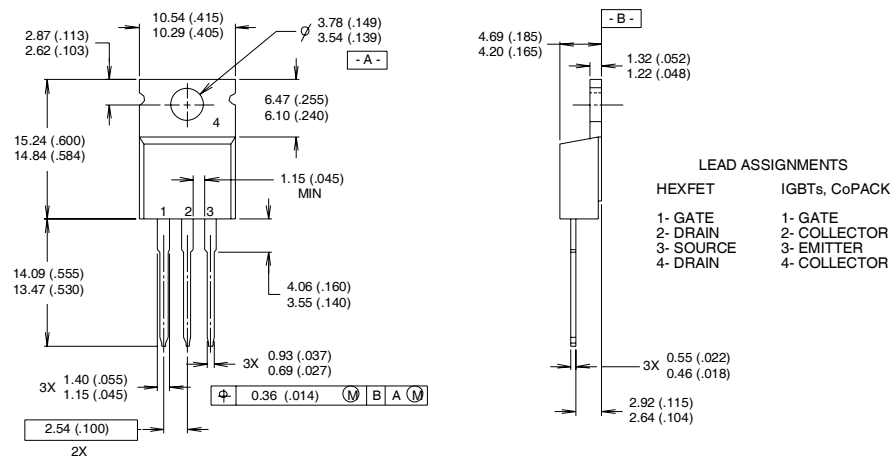 10.54 (.415)
10.29 (.405)
2.87 (.113)
2.62 (.103)
ø 3.78 (.149)
3.54 (.139)
- A -
4
6.47 (.255)
6.10 (.240)
15.24 (.600)
14.84 (.584)
1.15 (.045)
MIN
1 2 3
14.09 (.555)
13.47 (.530)
4.06 (.160)
3.55 (.140)
3X 0.93 (.037)
0.69 (.027)
3X 1.40 (.055)
1.15 (.045)
⌖ 0.36 (.014) Ⓜ B A Ⓜ
2.54 (.100)
2X
- B -
4.69 (.185)
4.20 (.165)
1.32 (.052)
1.22 (.048)
3X 0.55 (.022)
0.46 (.018)
2.92 (.115)
2.64 (.104)
LEAD ASSIGNMENTS
HEXFET IGBTs, CoPACK
1- GATE 1- GATE
2- DRAIN 2- COLLECTOR
3- SOURCE 3- EMITTER
4- DRAIN 4- COLLECTOR